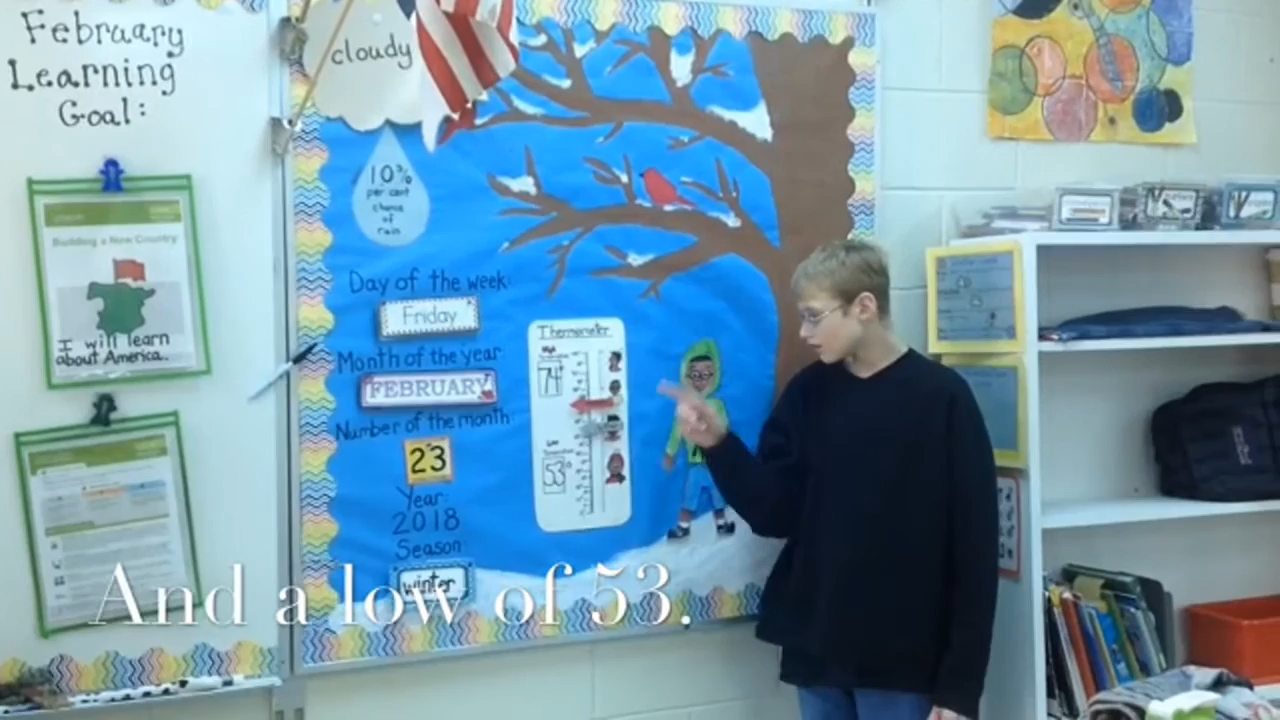 February
Learning
Goal:
Building a New Country
I will learn
about America.
cloudy
10%
per cent
chance
of
rain
Day of the week:
Friday
Month of the year:
FEBRUARY
Number of the month:
23
Year:
2018
Season:
winter
Thermometer
High
74°
Low
53°
And a low of 53.